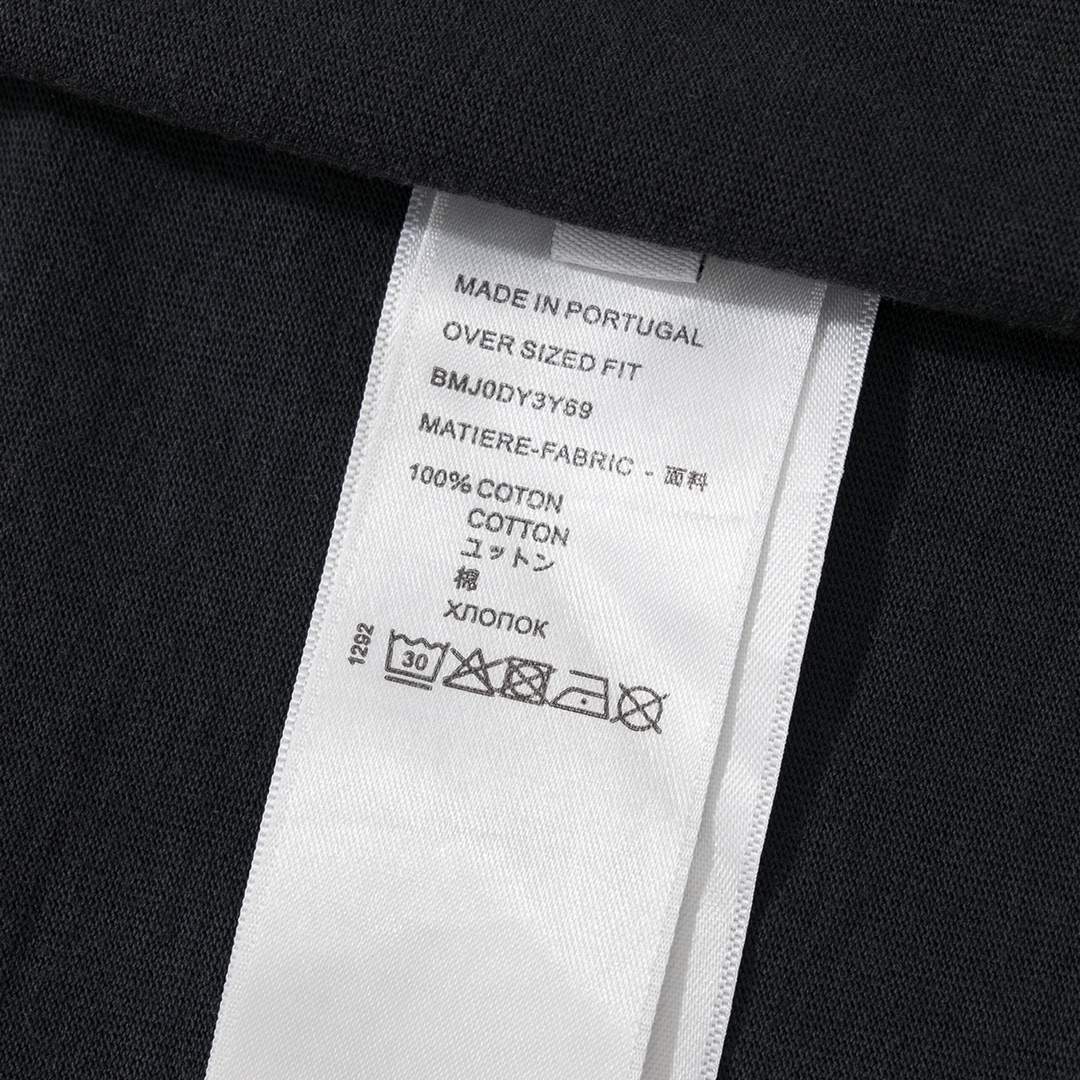 MADE IN PORTUGAL
OVER SIZED FIT
BMJ0DY3Y69
MATIERE-FABRIC - 面料
100% COTON
COTTON
ユットン
棉
ХЛОПОК
1292
30